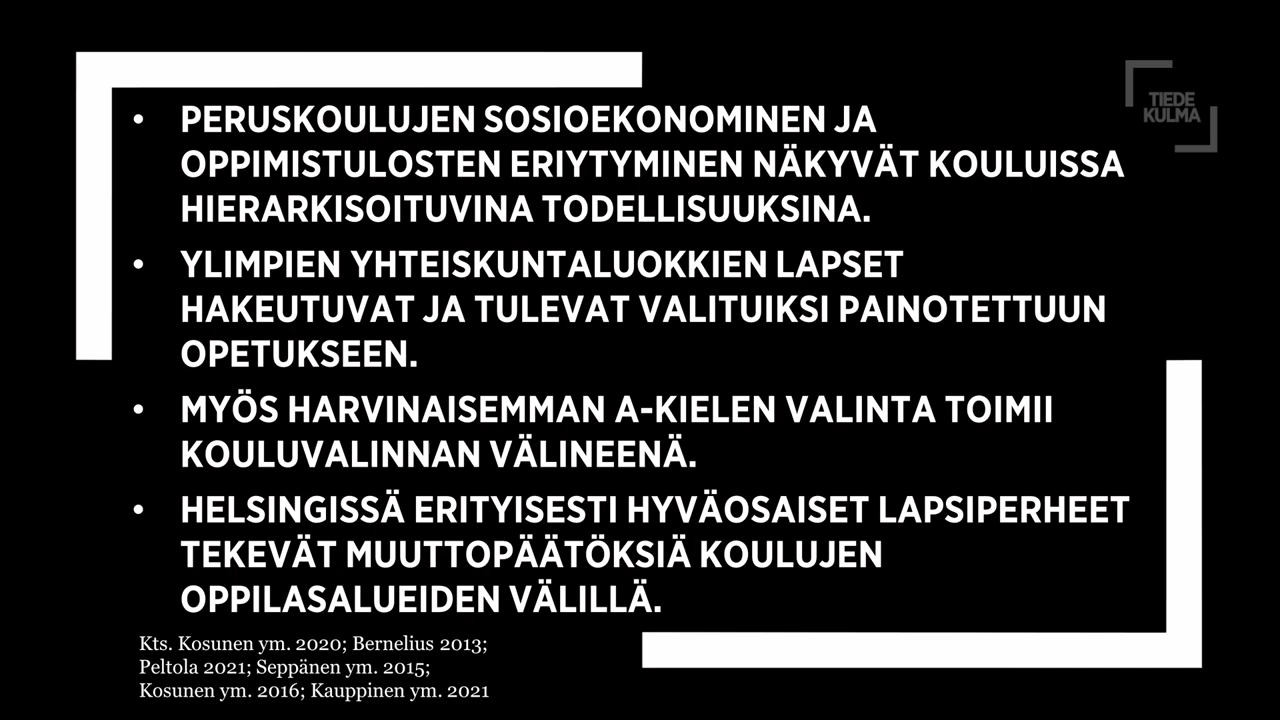 • PERUSKOULUJEN SOSIOEKONOMINEN JA
OPPIMISTULOSTEN ERIYTYMINEN NÄKYVÄT KOULUISSA
HIERARKISOITUVINA TODELLISUUKSINA.
• YLIMPIEN YHTEISKUNTALUOKKIEN LAPSET
HAKEUTUVAT JA TULEVAT VALITUIKSI PAINOTETTUUN
OPETUKSEEN.
• MYÖS HARVINAISEMMAN A-KIELEN VALINTA TOIMII
KOULUVALINNAN VÄLINEENÄ.
• HELSINGISSÄ ERITYISESTI HYVÄOSAISET LAPSIPERHEET
TEKEVÄT MUUTTOPÄÄTÖKSIÄ KOULUJEN
OPPILASALUEIDEN VÄLILLÄ.
Kts. Kosunen ym. 2020; Bernelius 2013;
Peltola 2021; Seppänen ym. 2015;
Kosunen ym. 2016; Kauppinen ym. 2021
TIEDE
KULMA